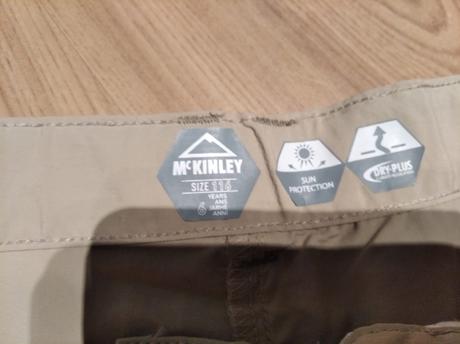 McKINLEY
SIZE 116
YEARS
ANS
6
JAHRE
ANNI
SUN
PROTECTION
DRY-PLUS